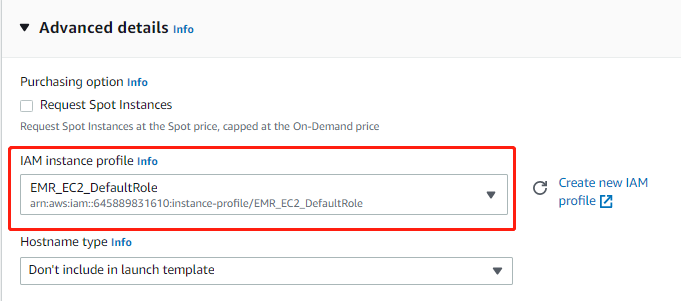 Advanced details Info
Purchasing option Info
Request Spot Instances
Request Spot Instances at the Spot price, capped at the On-Demand price
IAM instance profile Info
EMR_EC2_DefaultRole
arn:aws:iam::645889831610:instance-profile/EMR_EC2_DefaultRole
Create new IAM
profile
Hostname type Info
Don't include in launch template